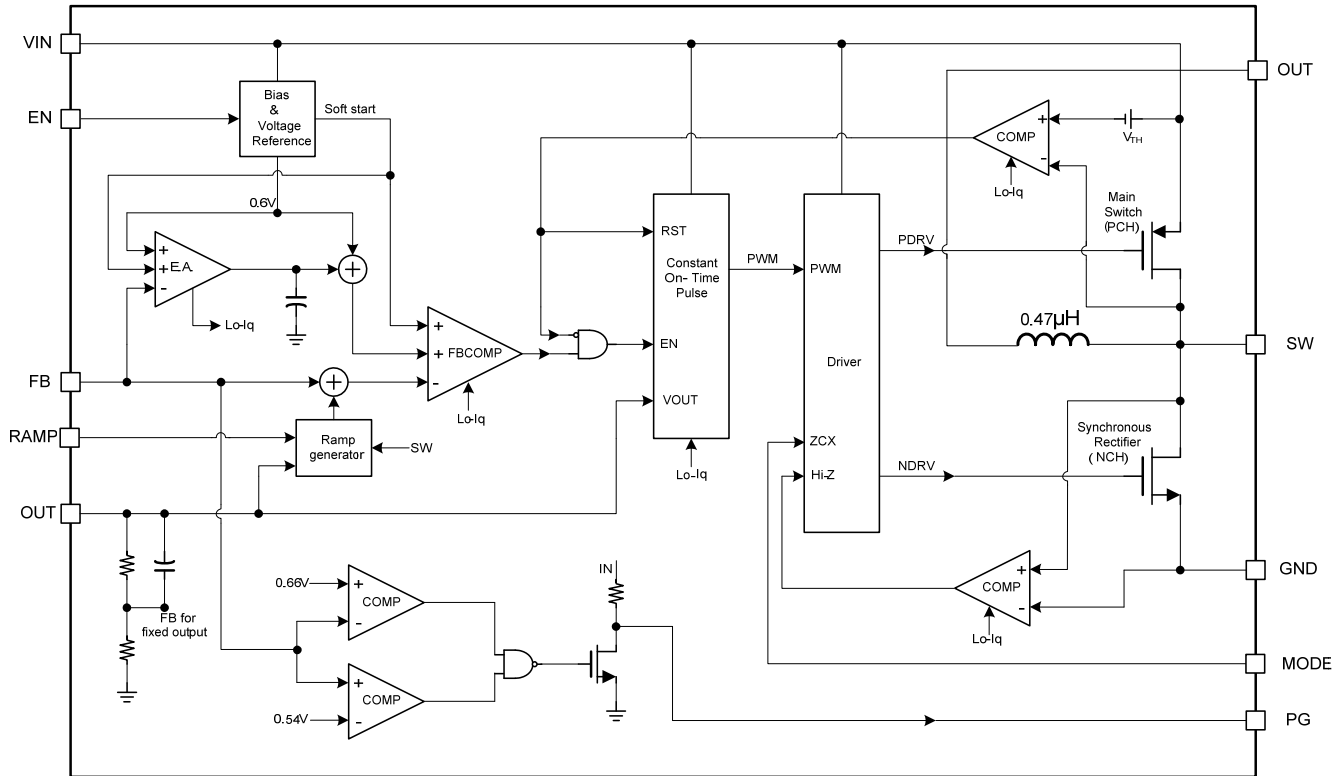 VIN
OUT
Bias
&
Voltage
Reference
Soft start
EN
+
COMP
-
VTH
Lo-Iq
0.6V
Main
Switch
(PCH)
RST
PDRV
+
+
E.A.
-
+
Constant
On- Time
Pulse
PWM
PWM
Lo-Iq
0.47µH
+
+
FBCOMP
-
EN
SW
Driver
FB
+
Lo-Iq
VOUT
RAMP
Ramp
generator
SW
ZCX
Synchronous
Rectifier
( NCH)
Lo-Iq
Hi-Z
NDRV
OUT
IN
GND
0.66V
+
COMP
-
+
COMP
-
FB for
fixed output
Lo-Iq
MODE
+
COMP
-
0.54V
PG